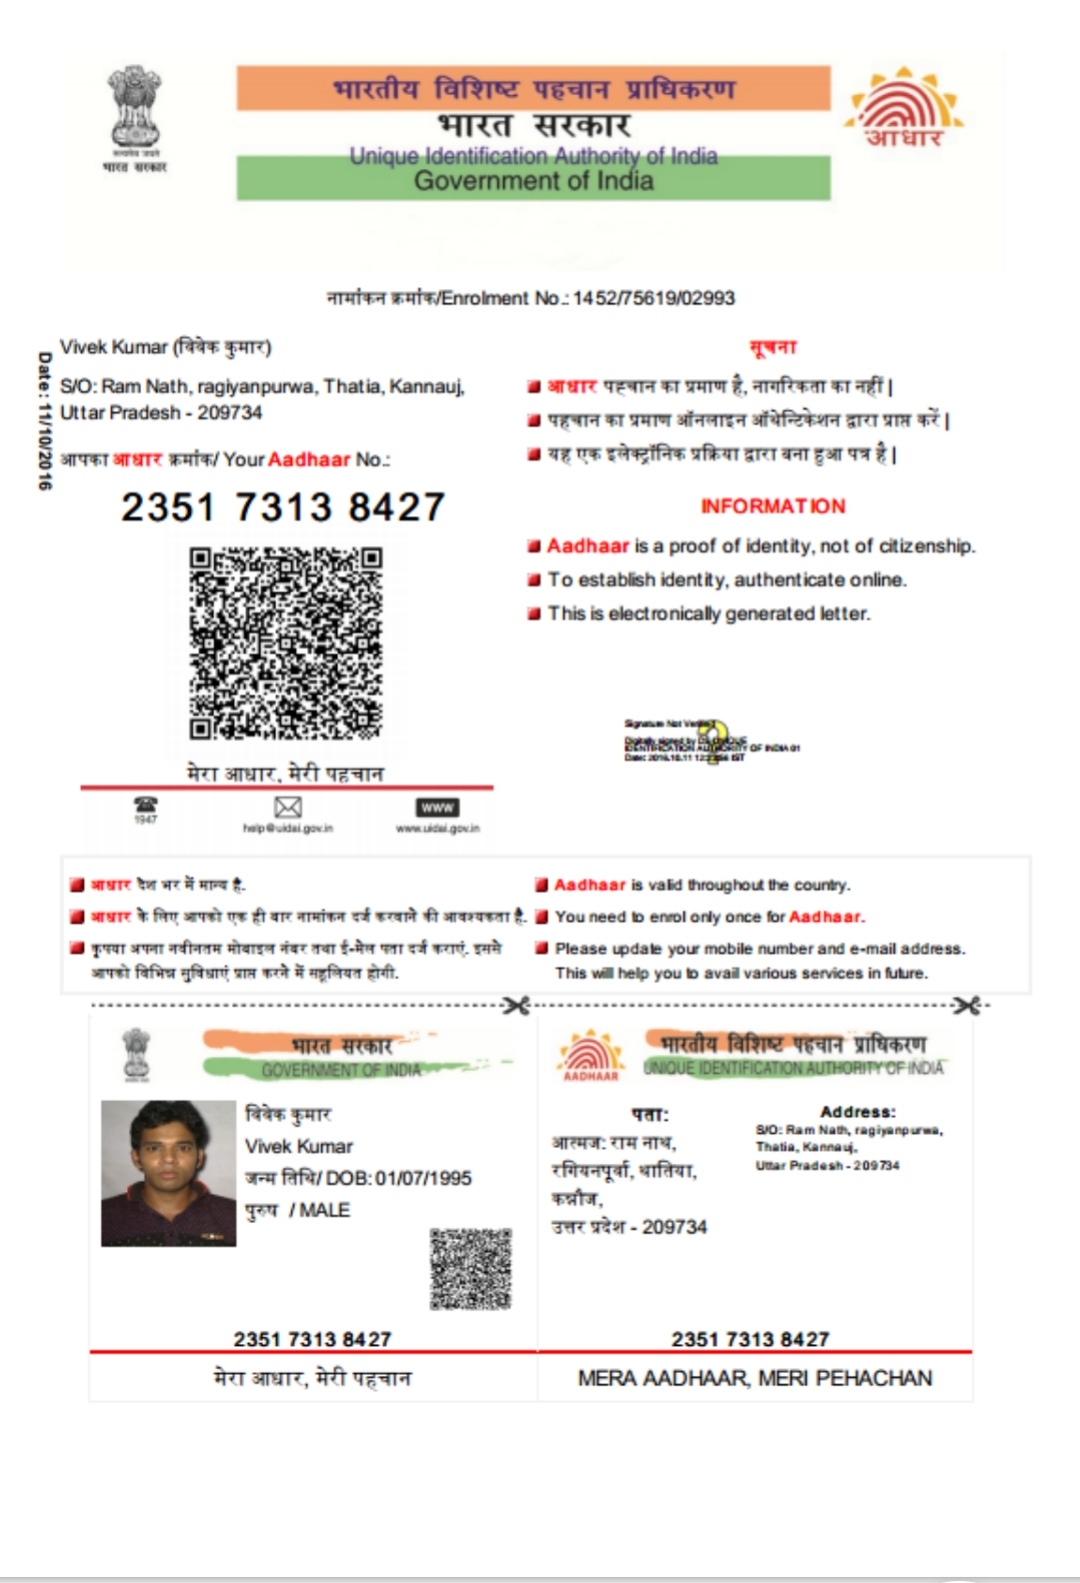 भारतीय विशिष्ट पहचान प्राधिकरण
भारत सरकार
Unique Identification Authority of India
Government of India
सत्यमेव जयते
भारत सरकार
आधार
नामांकन क्रमांक/Enrolment No.: 1452/75619/02993
Date: 11/10/2016
Vivek Kumar (विवेक कुमार)
S/O: Ram Nath, ragiyanpurwa, Thatia, Kannauj,
Uttar Pradesh - 209734
आपका आधार क्रमांक/ Your Aadhaar No.:
2351 7313 8427
मेरा आधार, मेरी पहचान
1947
help@uidai.gov.in
www
www.uidai.gov.in
सूचना
आधार पहचान का प्रमाण है, नागरिकता का नहीं |
पहचान का प्रमाण ऑनलाइन ऑथेन्टिकेशन द्वारा प्राप्त करें |
यह एक इलेक्ट्रॉनिक प्रक्रिया द्वारा बना हुआ पत्र है |
INFORMATION
Aadhaar is a proof of identity, not of citizenship.
To establish identity, authenticate online.
This is electronically generated letter.
Signature Not Verified
Digitally signed by
IDENTIFICATION AUTHORITY OF INDIA 01
Date: 2016.10.11 IST
आधार देश भर में मान्य है.
आधार के लिए आपको एक ही बार नामांकन दर्ज करवाने की आवश्यकता है.
कृपया अपना नवीनतम मोबाइल नंबर तथा ई-मेल पता दर्ज कराएं. इससे
आपको विभिन्न सुविधाएं प्राप्त करने में सहूलियत होगी.
Aadhaar is valid throughout the country.
You need to enrol only once for Aadhaar.
Please update your mobile number and e-mail address.
This will help you to avail various services in future.
भारत सरकार
GOVERNMENT OF INDIA
विवेक कुमार
Vivek Kumar
जन्म तिथि/ DOB: 01/07/1995
पुरुष / MALE
2351 7313 8427
मेरा आधार, मेरी पहचान
AADHAAR
भारतीय विशिष्ट पहचान प्राधिकरण
UNIQUE IDENTIFICATION AUTHORITY OF INDIA
पता:
आत्मज: राम नाथ,
रगियनपूर्वा, थातिया,
कन्नौज,
उत्तर प्रदेश - 209734
Address:
S/O: Ram Nath, ragiyanpurwa,
Thatia, Kannauj,
Uttar Pradesh - 209734
2351 7313 8427
MERA AADHAAR, MERI PEHACHAN